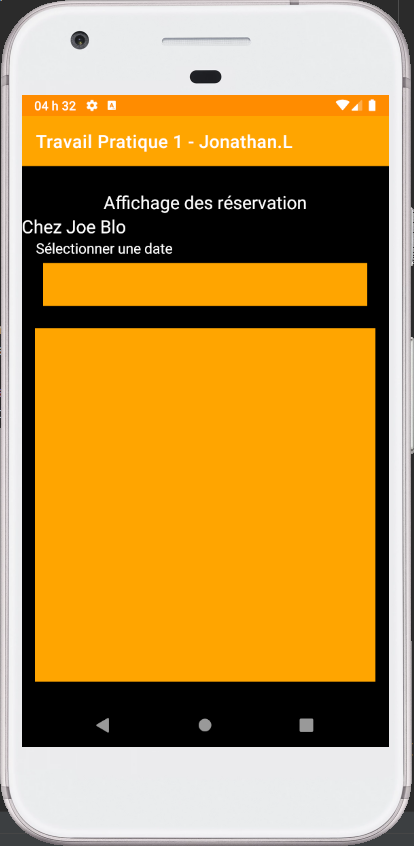 04 h 32
Travail Pratique 1 - Jonathan.L
Affichage des réservation
Chez Joe Blo
Sélectionner une date